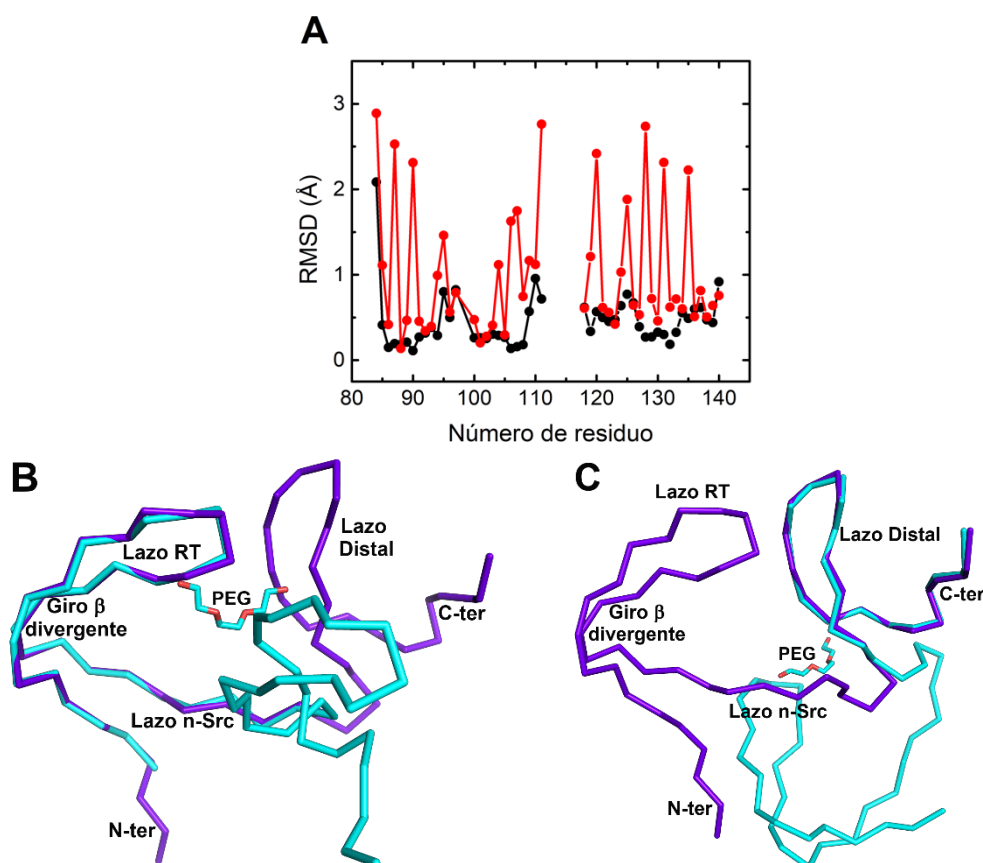 A
RMSD (Å)
3
2
1
0
80
90
100
110
120
130
140
Número de residuo
B
Lazo RT
Lazo
Distal
PEG
Giro β
divergente
C-ter
Lazo n-Src
N-ter
C
Lazo RT
Lazo Distal
C-ter
Giro β
divergente
PEG
Lazo n-Src
N-ter